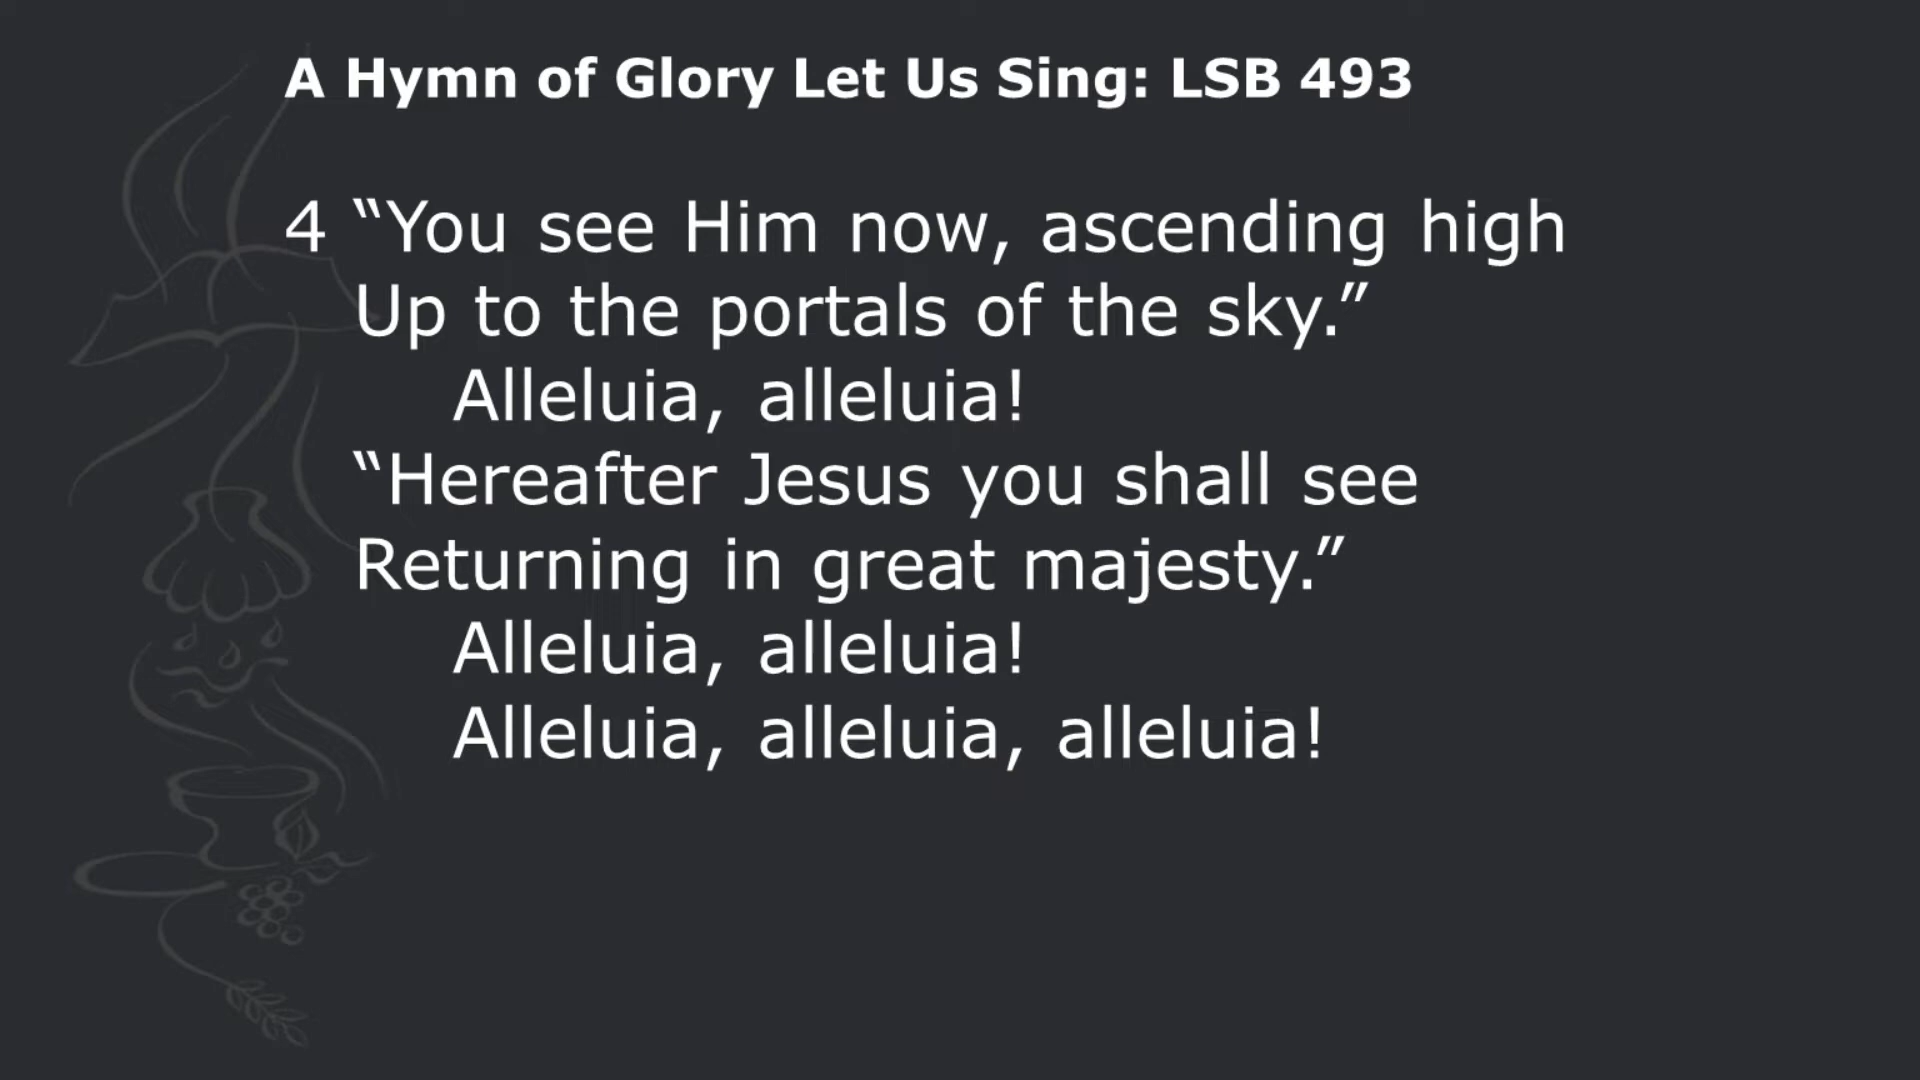 A Hymn of Glory Let Us Sing: LSB 493
4 “You see Him now, ascending high
Up to the portals of the sky.”
Alleluia, alleluia!
“Hereafter Jesus you shall see
Returning in great majesty.”
Alleluia, alleluia!
Alleluia, alleluia, alleluia!